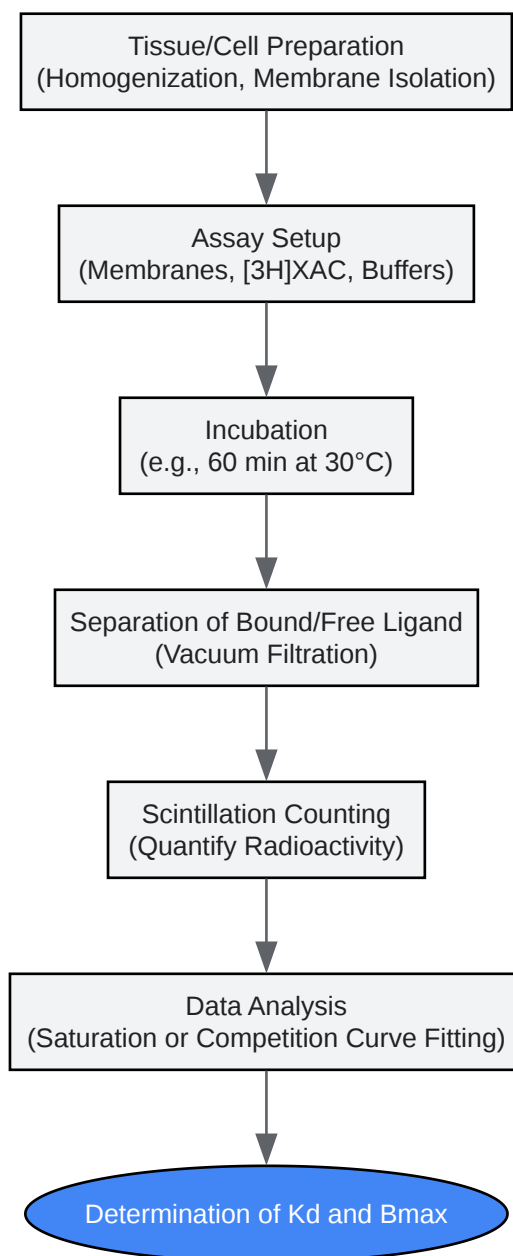 Tissue/Cell Preparation
(Homogenization, Membrane Isolation)
Assay Setup
(Membranes, [3H]XAC, Buffers)
Incubation
(e.g., 60 min at 30°C)
Separation of Bound/Free Ligand
(Vacuum Filtration)
Scintillation Counting
(Quantify Radioactivity)
Data Analysis
(Saturation or Competition Curve Fitting)
Determination of Kd and Bmax